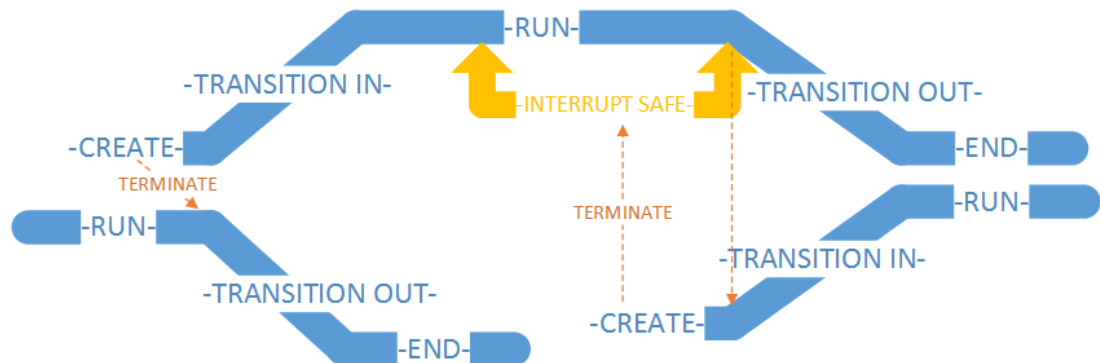 -RUN-
-TRANSITION IN-
-INTERRUPT SAFE-
-TRANSITION OUT-
-CREATE-
-END-
TERMINATE
-RUN-
TERMINATE
-RUN-
-TRANSITION IN-
-TRANSITION OUT-
-CREATE-
-END-